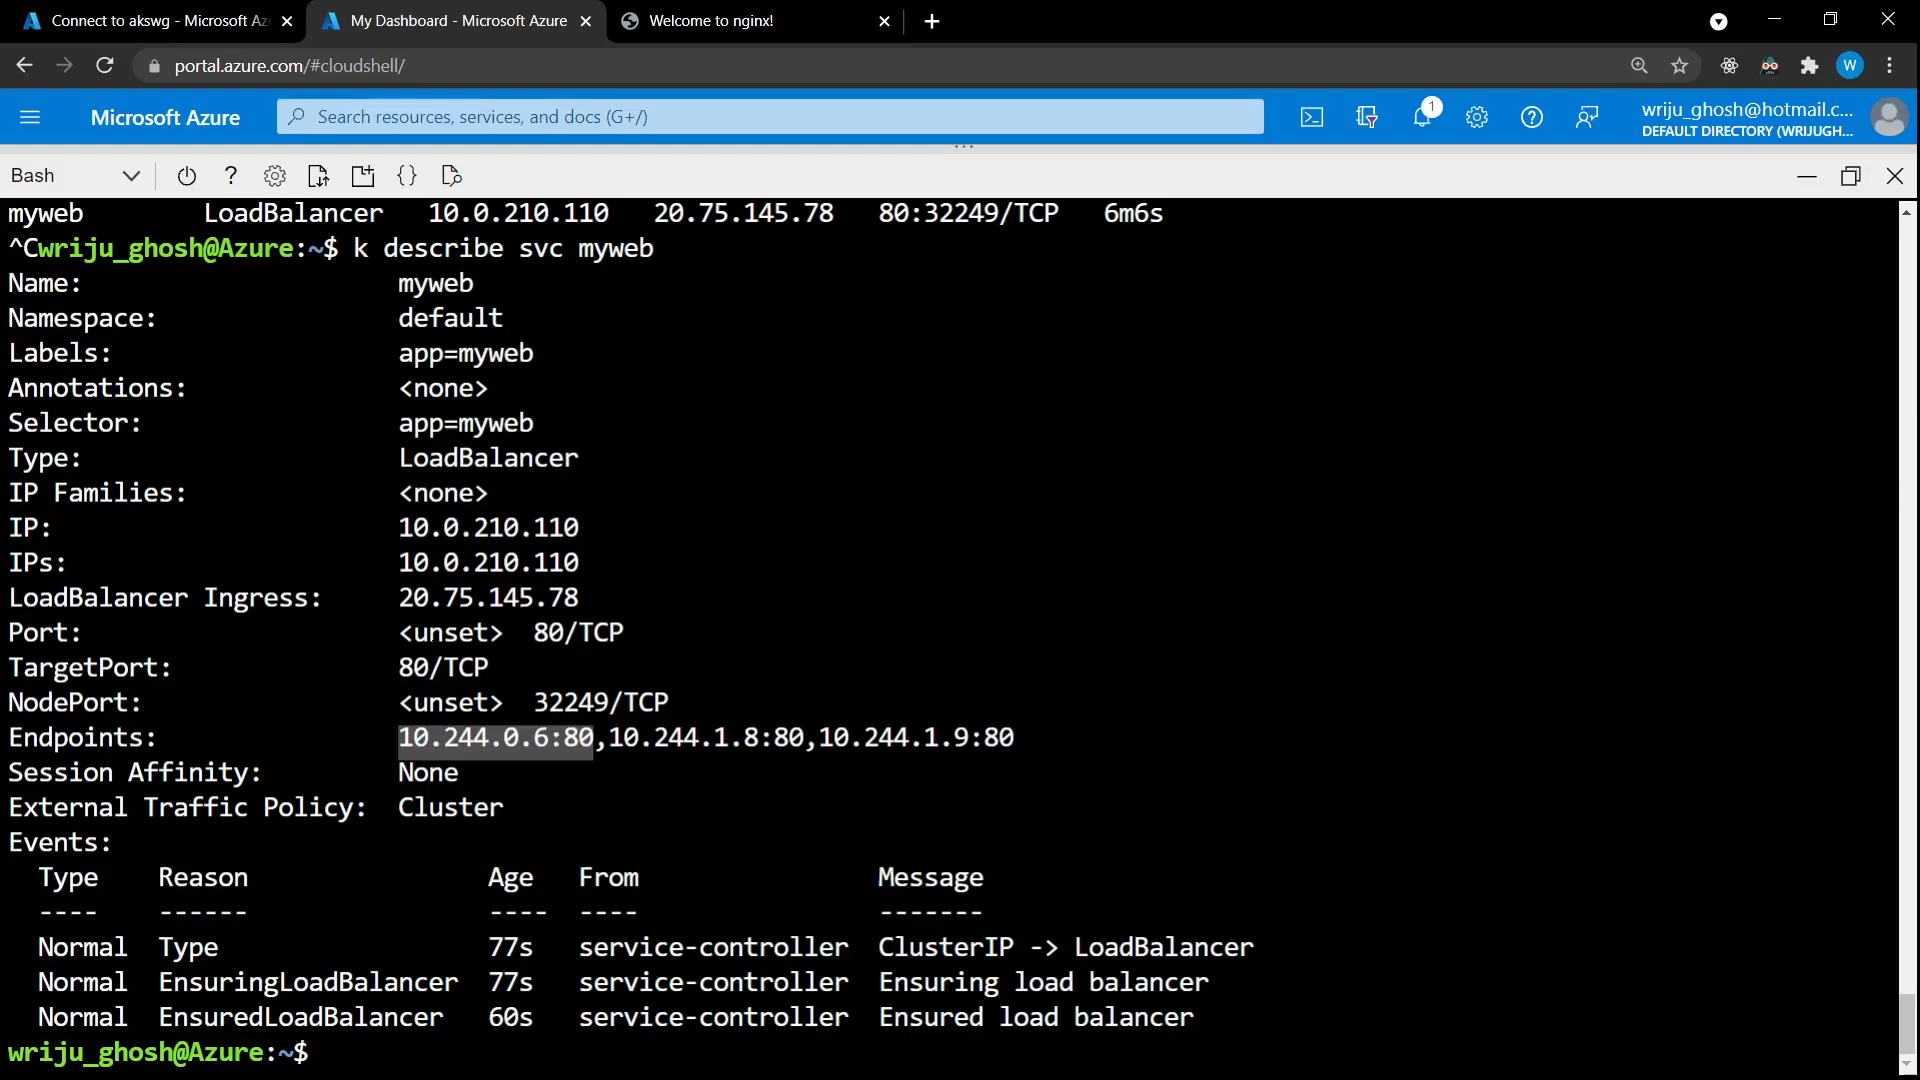 Connect to akswg - Microsoft Az
My Dashboard - Microsoft Azure
Welcome to nginx!
portal.azure.com/#cloudshell/
W
Microsoft Azure
Search resources, services, and docs (G+/)
1
wriju_ghosh@hotmail.c...
DEFAULT DIRECTORY (WRIJUGH...
Bash
myweb LoadBalancer 10.0.210.110 20.75.145.78 80:32249/TCP 6m6s
^Cwriju_ghosh@Azure:~$ k describe svc myweb
Name: myweb
Namespace: default
Labels: app=myweb
Annotations: <none>
Selector: app=myweb
Type: LoadBalancer
IP Families: <none>
IP: 10.0.210.110
IPs: 10.0.210.110
LoadBalancer Ingress: 20.75.145.78
Port: <unset> 80/TCP
TargetPort: 80/TCP
NodePort: <unset> 32249/TCP
Endpoints: 10.244.0.6:80,10.244.1.8:80,10.244.1.9:80
Session Affinity: None
External Traffic Policy: Cluster
Events:
Type Reason Age From Message
---- ------ ---- ---- -------
Normal Type 77s service-controller ClusterIP -> LoadBalancer
Normal EnsuringLoadBalancer 77s service-controller Ensuring load balancer
Normal EnsuredLoadBalancer 60s service-controller Ensured load balancer
wriju_ghosh@Azure:~$